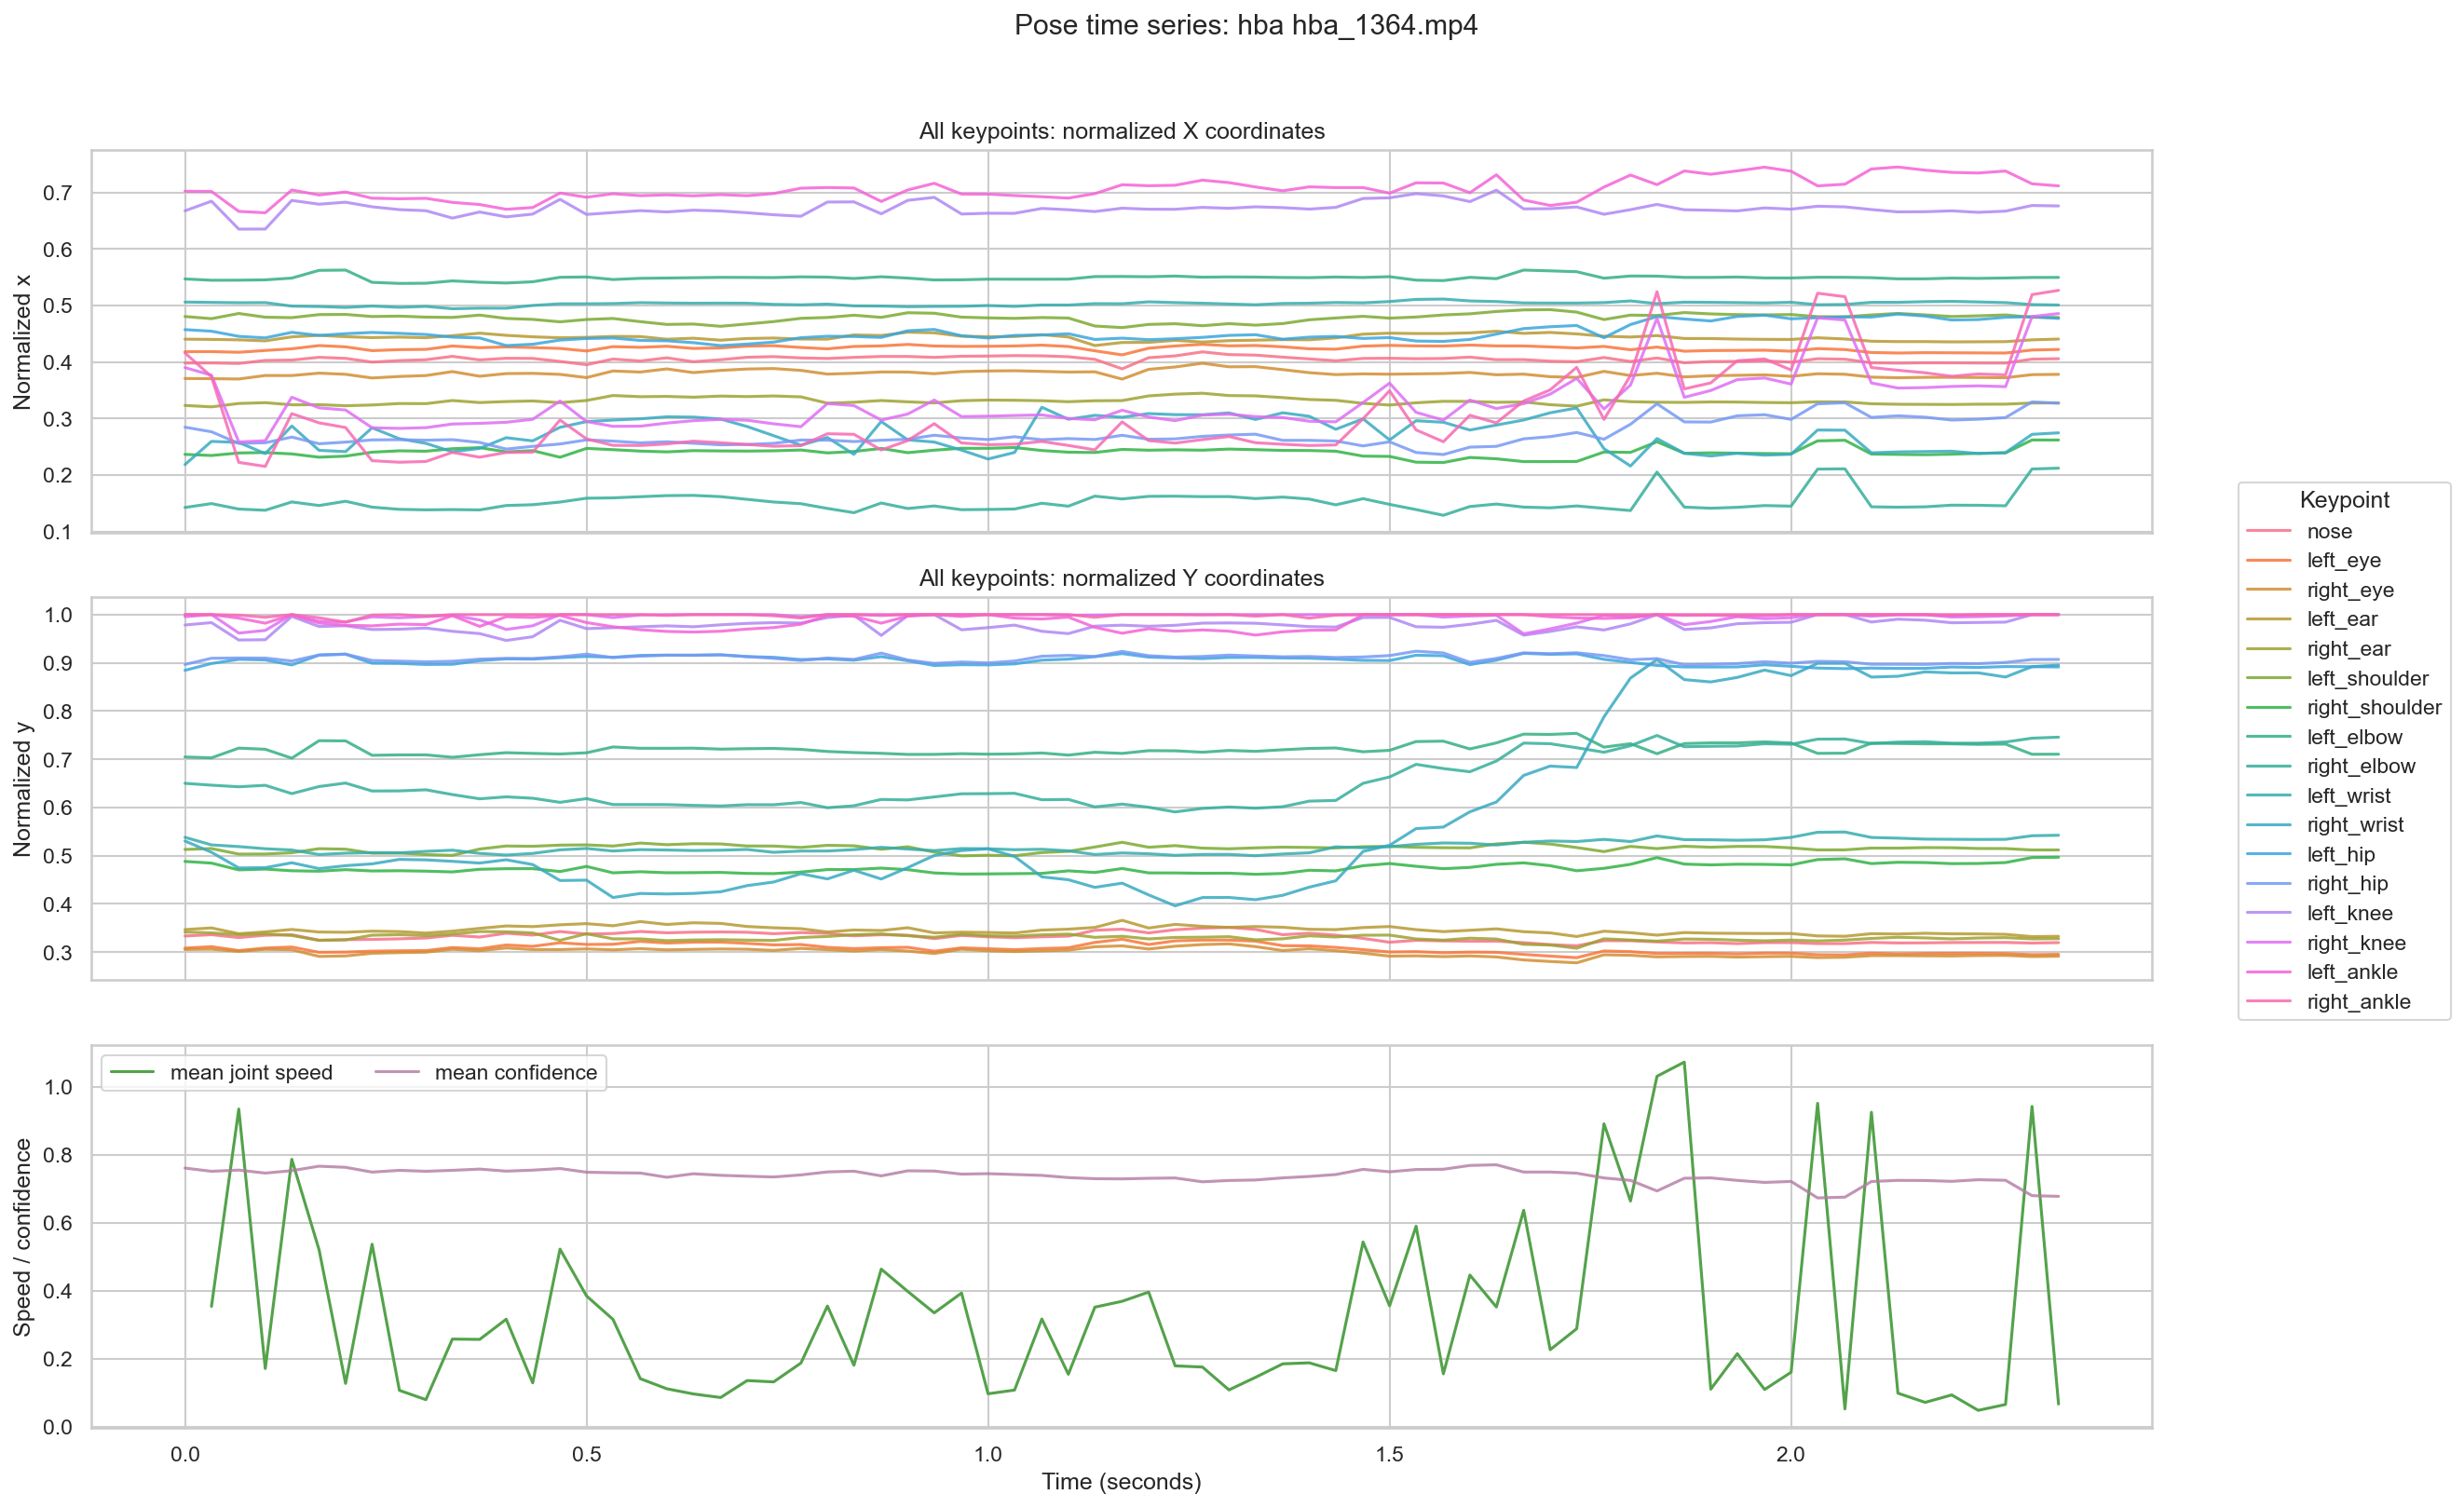 Pose time series: hba hba_1364.mp4
All keypoints: normalized X coordinates
Normalized x
0.7
0.6
0.5
0.4
0.3
0.2
0.1
All keypoints: normalized Y coordinates
Normalized y
1.0
0.9
0.8
0.7
0.6
0.5
0.4
0.3
Keypoint
nose
left_eye
right_eye
left_ear
right_ear
left_shoulder
right_shoulder
left_elbow
right_elbow
left_wrist
right_wrist
left_hip
right_hip
left_knee
right_knee
left_ankle
right_ankle
mean joint speed
mean confidence
Speed / confidence
1.0
0.8
0.6
0.4
0.2
0.0
0.0
0.5
1.0
1.5
2.0
Time (seconds)